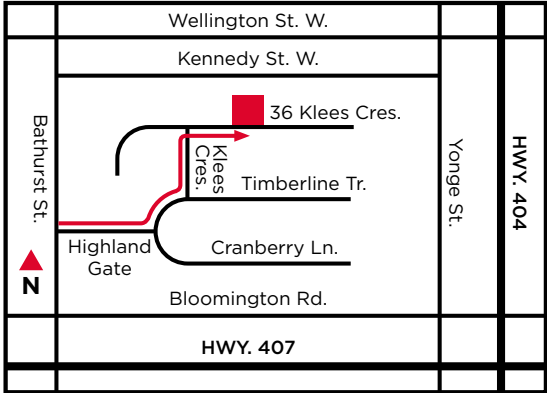 Wellington St. W.
Kennedy St. W.
36 Klees Cres.
Bathurst St.
Klees
Cres.
Yonge St.
HWY. 404
Timberline Tr.
Highland
Gate
Cranberry Ln.
N
Bloomington Rd.
HWY. 407